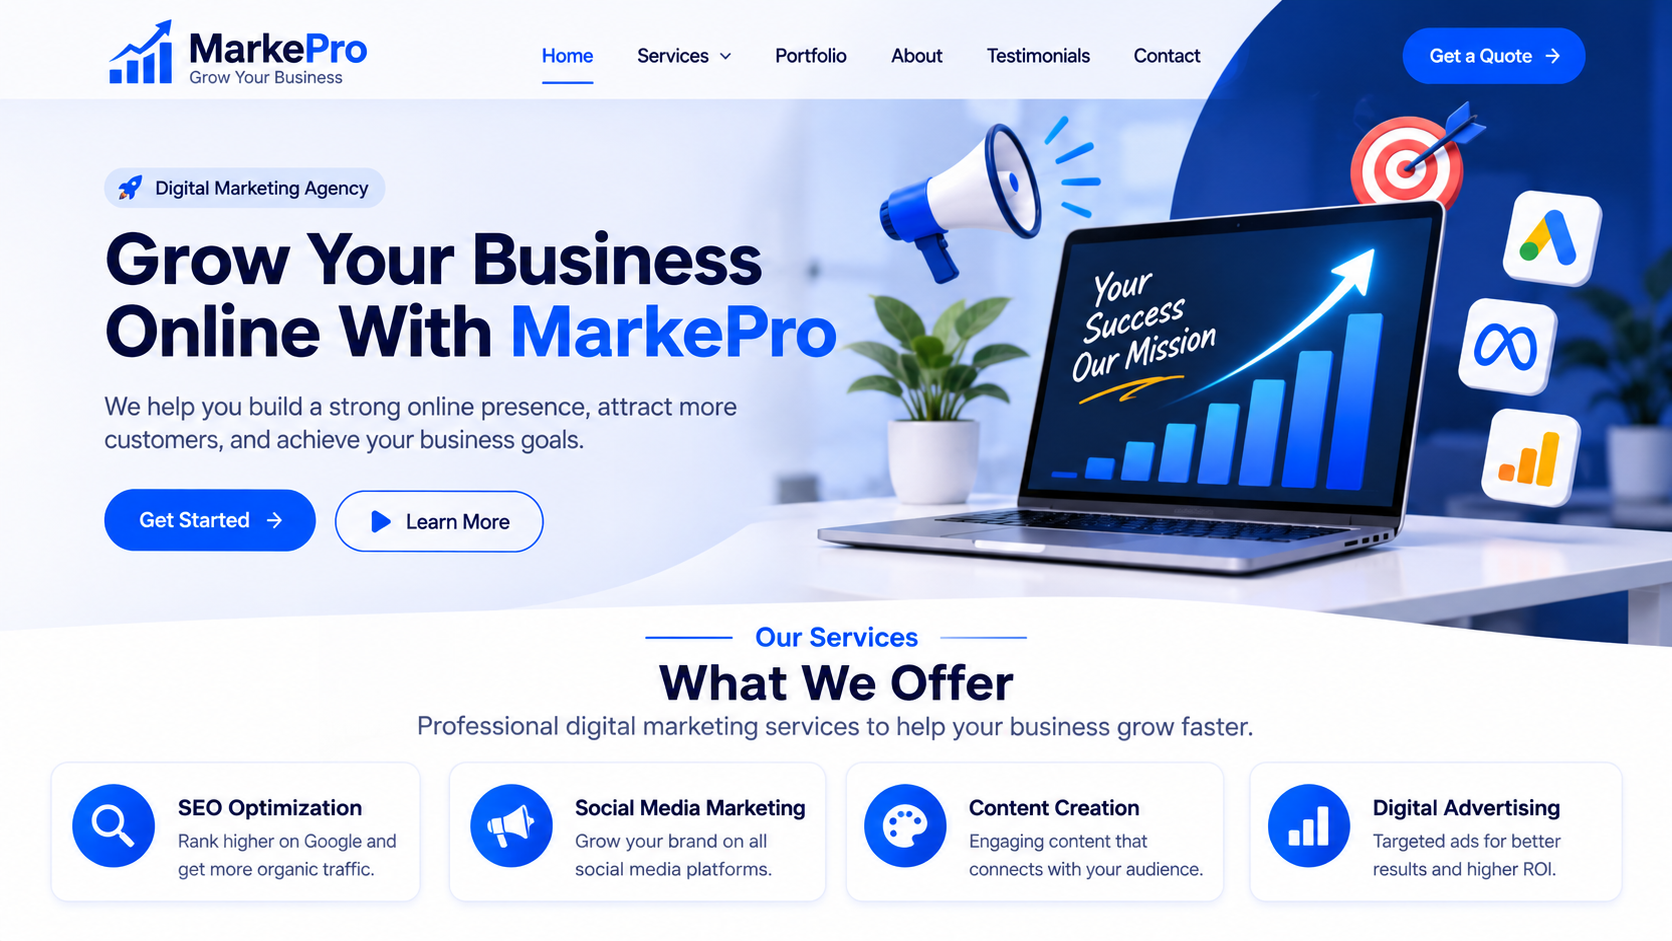 MarkePro
Grow Your Business
Home
Services
Portfolio
About
Testimonials
Contact
Get a Quote
Digital Marketing Agency
Grow Your Business
Online With MarkePro
We help you build a strong online presence, attract more
customers, and achieve your business goals.
Get Started
Learn More
Your
Success
Our Mission
Our Services
What We Offer
Professional digital marketing services to help your business grow faster.
SEO Optimization
Rank higher on Google and
get more organic traffic.
Social Media Marketing
Grow your brand on all
social media platforms.
Content Creation
Engaging content that
connects with your audience.
Digital Advertising
Targeted ads for better
results and higher ROI.